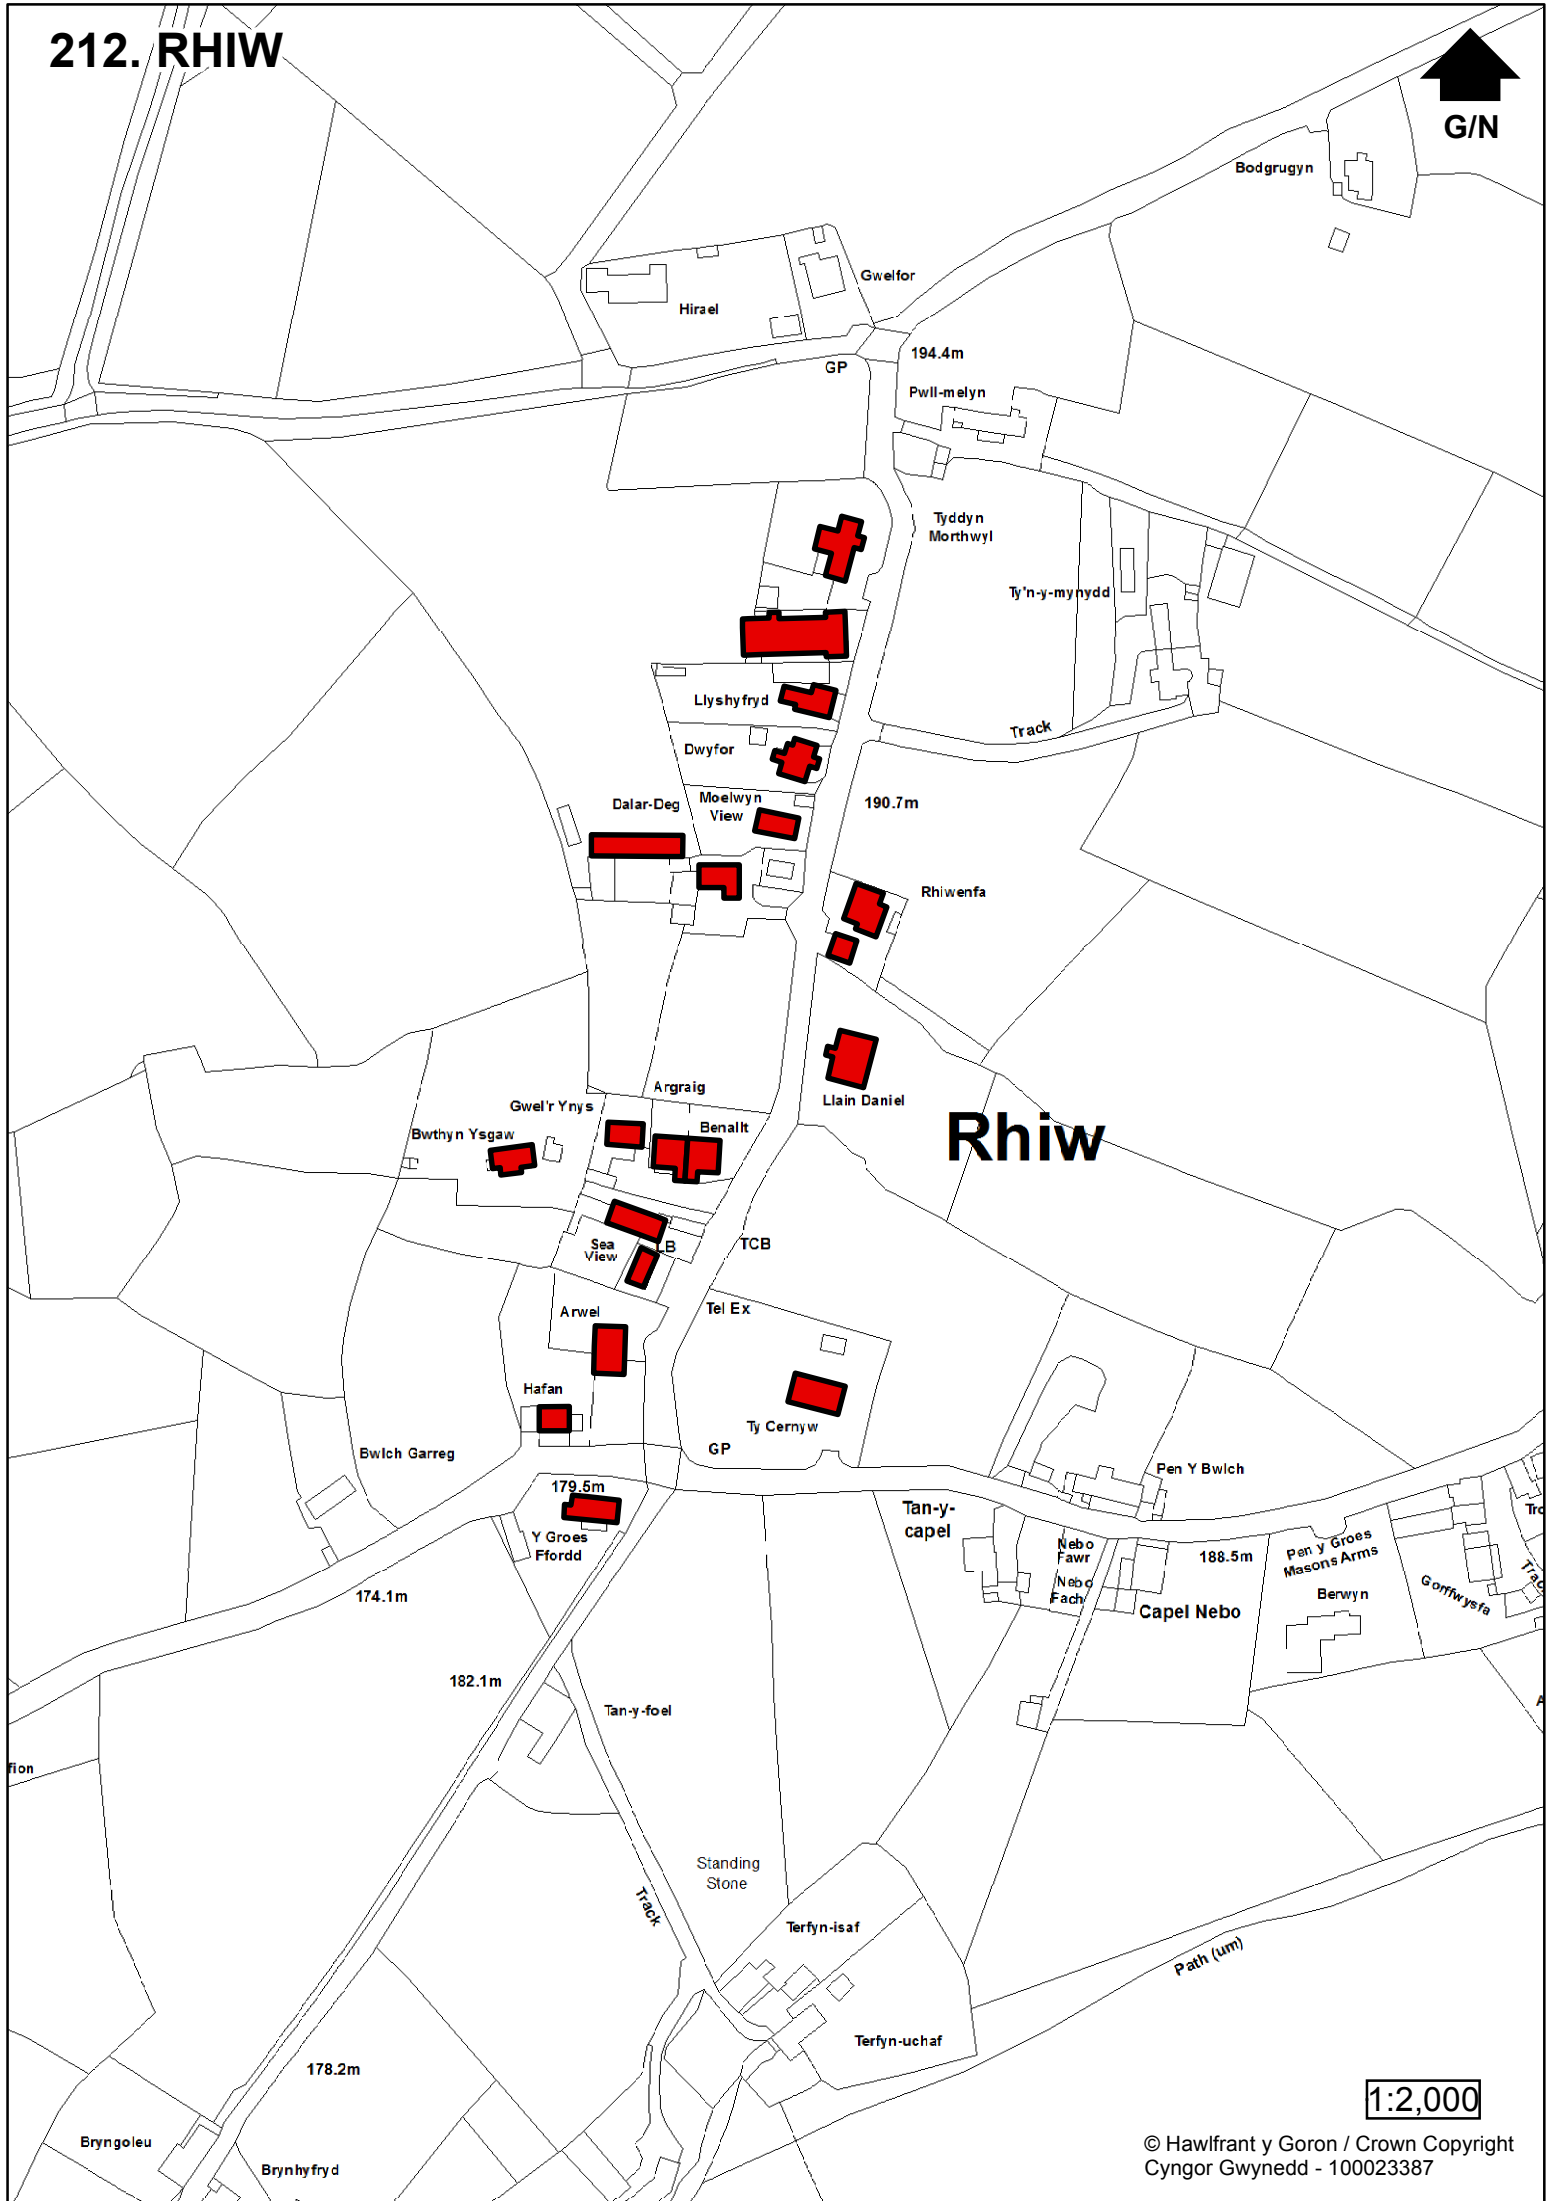 212. RHIW
G/N
Bodgrugyn
Gwelfor
Hirael
194.4m
GP
Pwll-melyn
Tyddyn
Morthwyl
Ty'n-y-mynydd
Llyshyfryd
Track
Dwyfor
Moelwyn
View
Dalar-Deg
190.7m
Rhiwenfa
Argraig
Llain Daniel
Gwel'r Ynys
Benallt
Rhiw
Bwthyn Ysgaw
Sea
View
LB
TCB
Arwel
Tel Ex
Hafan
Ty Cernyw
GP
Bwlch Garreg
Pen Y Bwlch
179.5m
Tan-y-
capel
Y Groes
Ffordd
Nebo
Fawr
188.5m
Pen y Groes
Masons Arms
Tro
Trac
Nebo
Fach
174.1m
Berwyn
Gorffwysfa
Capel Nebo
182.1m
Tan-y-foel
A
fion
Standing
Stone
Track
Terfyn-isaf
Path (um)
Terfyn-uchaf
178.2m
1:2,000
Bryngoleu
Brynhyfryd
© Hawlfrant y Goron / Crown Copyright
Cyngor Gwynedd - 100023387